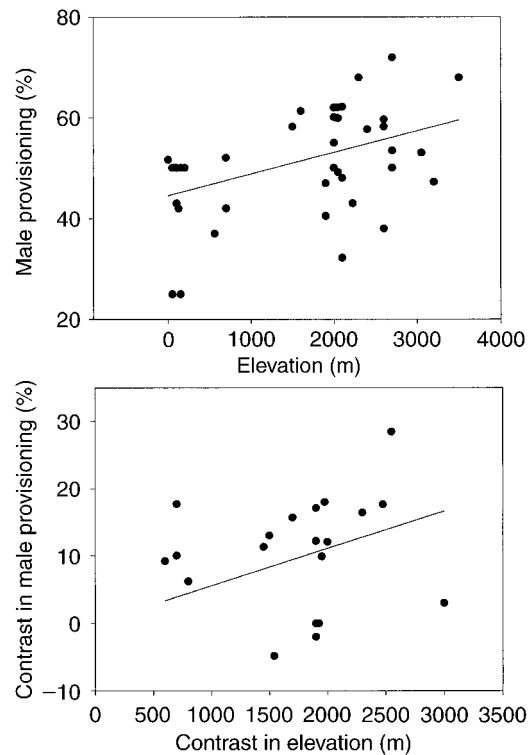 80
60
40
20
Male provisioning (%)
0 1000 2000 3000 4000
Elevation (m)
30
20
10
0
−10
Contrast in male provisioning (%)
0 500 1000 1500 2000 2500 3000 3500
Contrast in elevation (m)